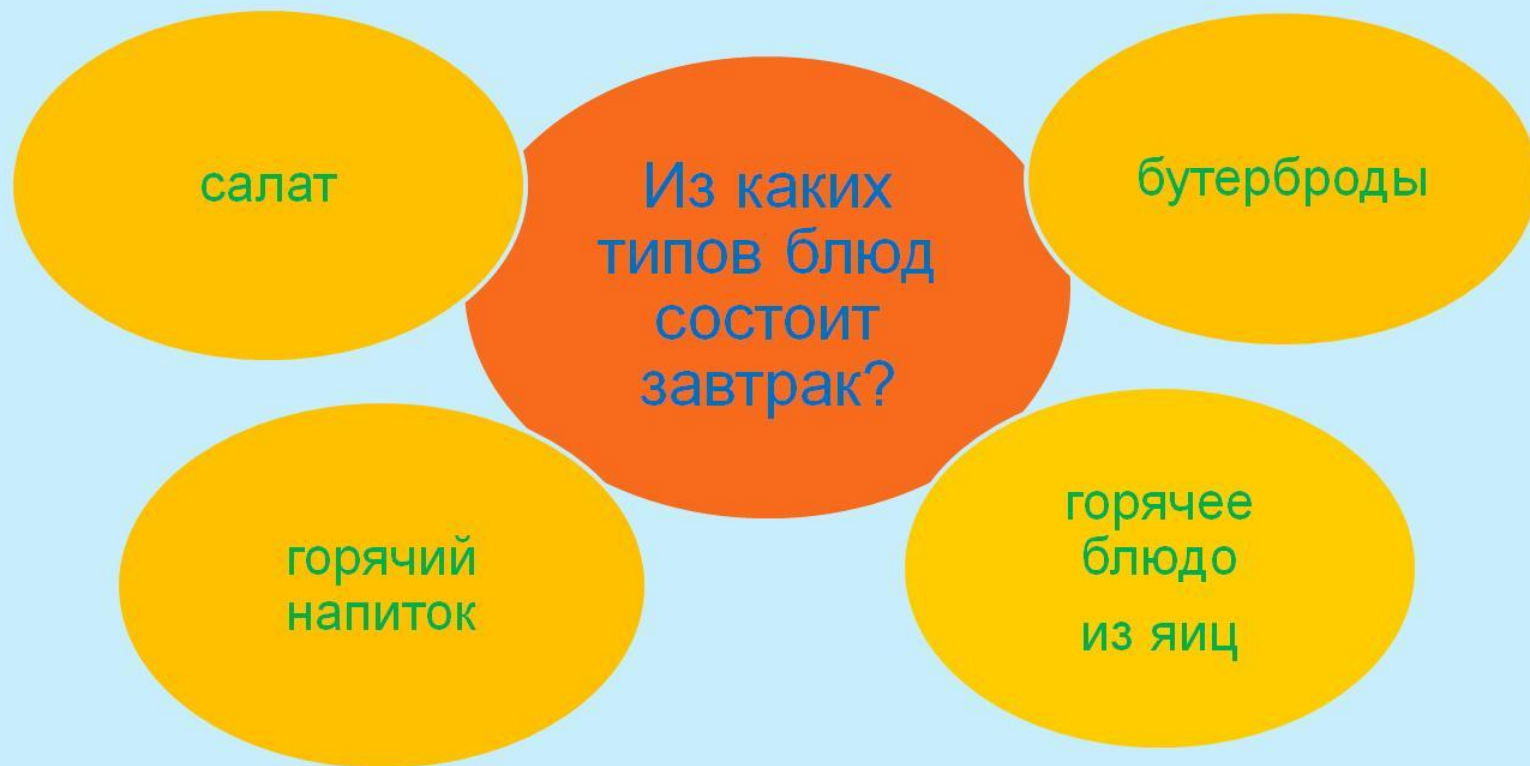 салат
Из каких
типов блюд
состоит
завтрак?
бутерброды
горячий
напиток
горячее
блюдо
из яиц